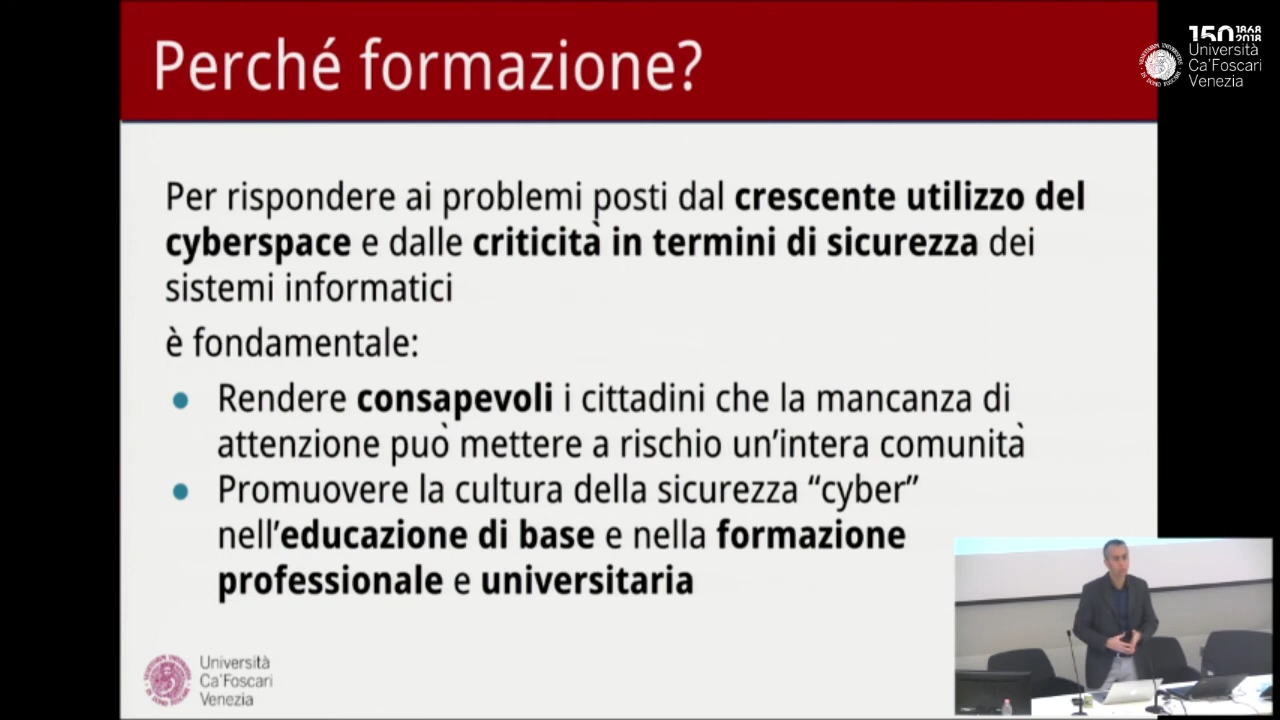 Perché formazione?
150 1868 2018
Università
Ca'Foscari
Venezia
Per rispondere ai problemi posti dal crescente utilizzo del
cyberspace e dalle criticità in termini di sicurezza dei
sistemi informatici
è fondamentale:
● Rendere consapevoli i cittadini che la mancanza di
attenzione può mettere a rischio un'intera comunità
● Promuovere la cultura della sicurezza “cyber”
nell'educazione di base e nella formazione
professionale e universitaria
Università
Ca'Foscari
Venezia